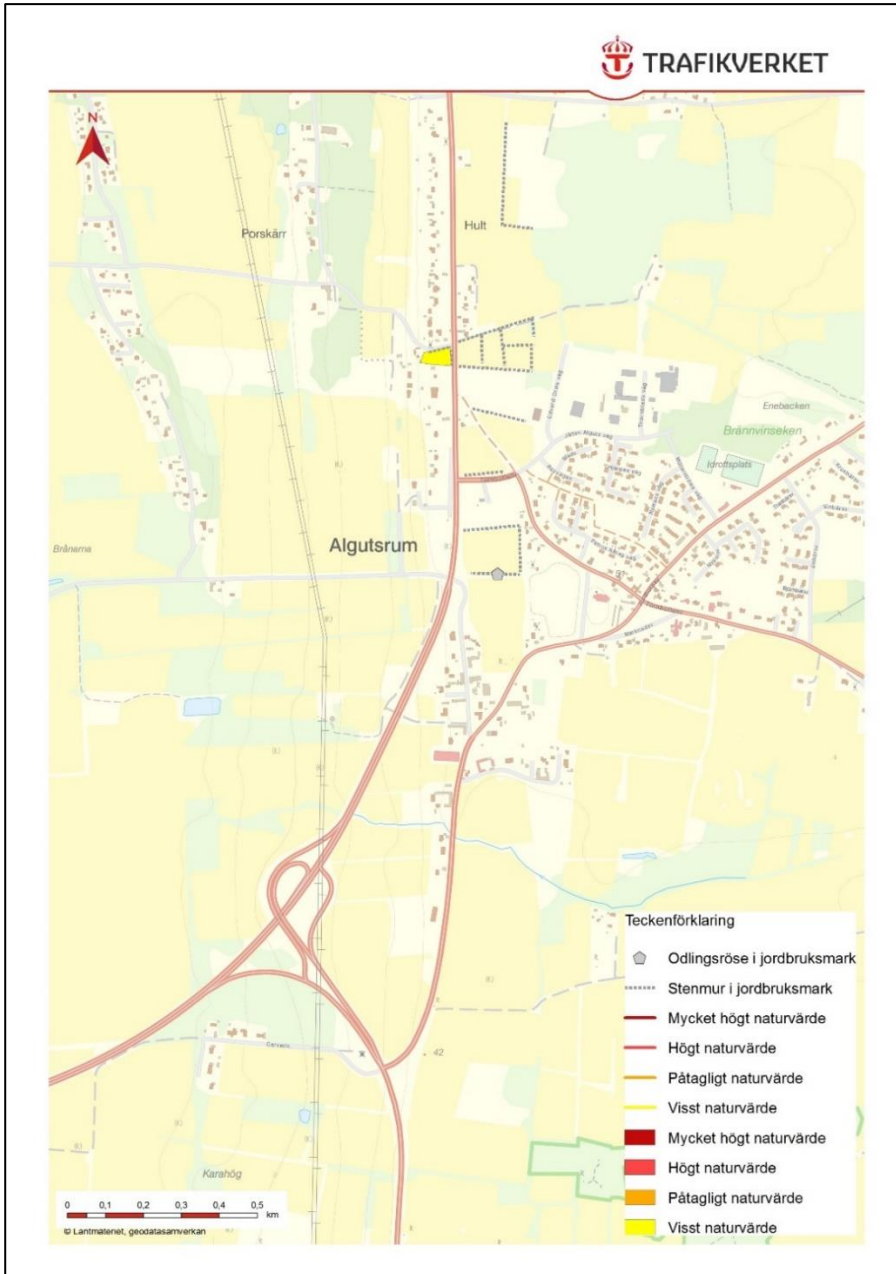 TRAFIKVERKET
N
Porskärr
Hult
Enebacken
Brännvinseken
Idrottsplats
Algutsrum
Brånarna
42
Karahög
Teckenförklaring
Odlingsröse i jordbruksmark
Stenmur i jordbruksmark
Mycket högt naturvärde
Högt naturvärde
Påtagligt naturvärde
Visst naturvärde
Mycket högt naturvärde
Högt naturvärde
Påtagligt naturvärde
Visst naturvärde
0 0,1 0,2 0,3 0,4 0,5
km
© Lantmäteriet, geodatasamverkan